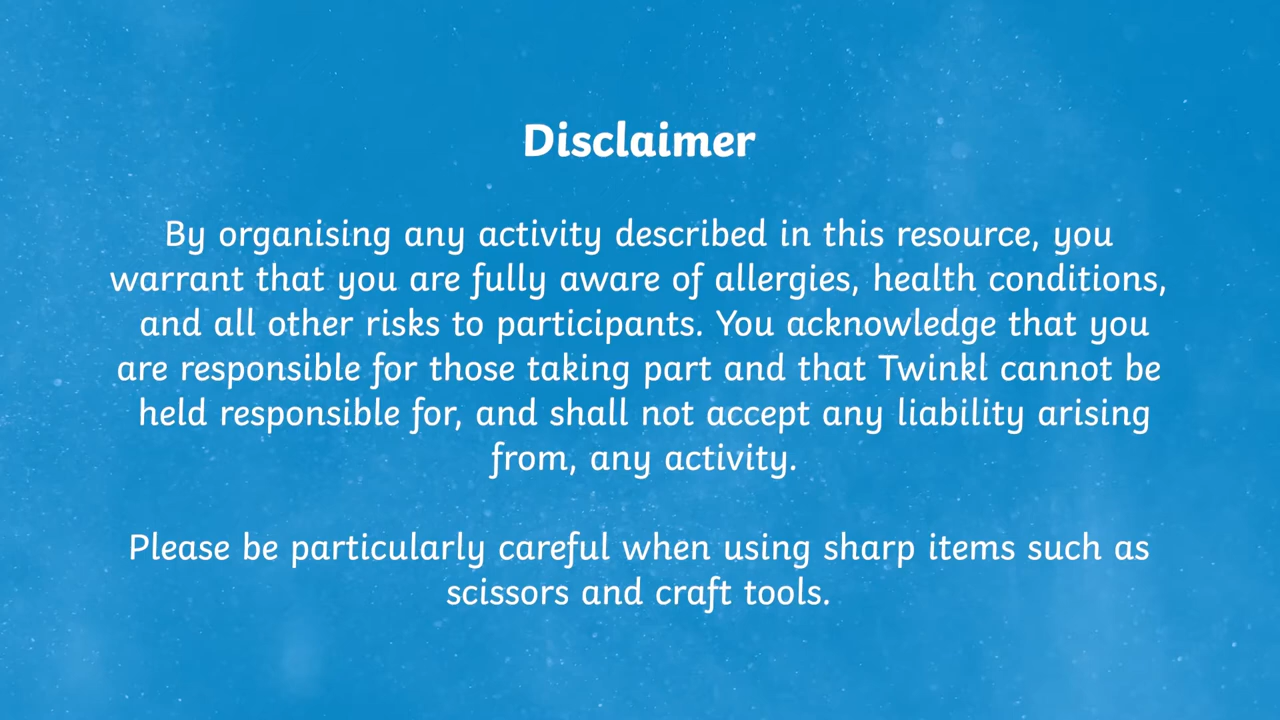 Disclaimer
By organising any activity described in this resource, you
warrant that you are fully aware of allergies, health conditions,
and all other risks to participants. You acknowledge that you
are responsible for those taking part and that Twinkl cannot be
held responsible for, and shall not accept any liability arising
from, any activity.
Please be particularly careful when using sharp items such as
scissors and craft tools.